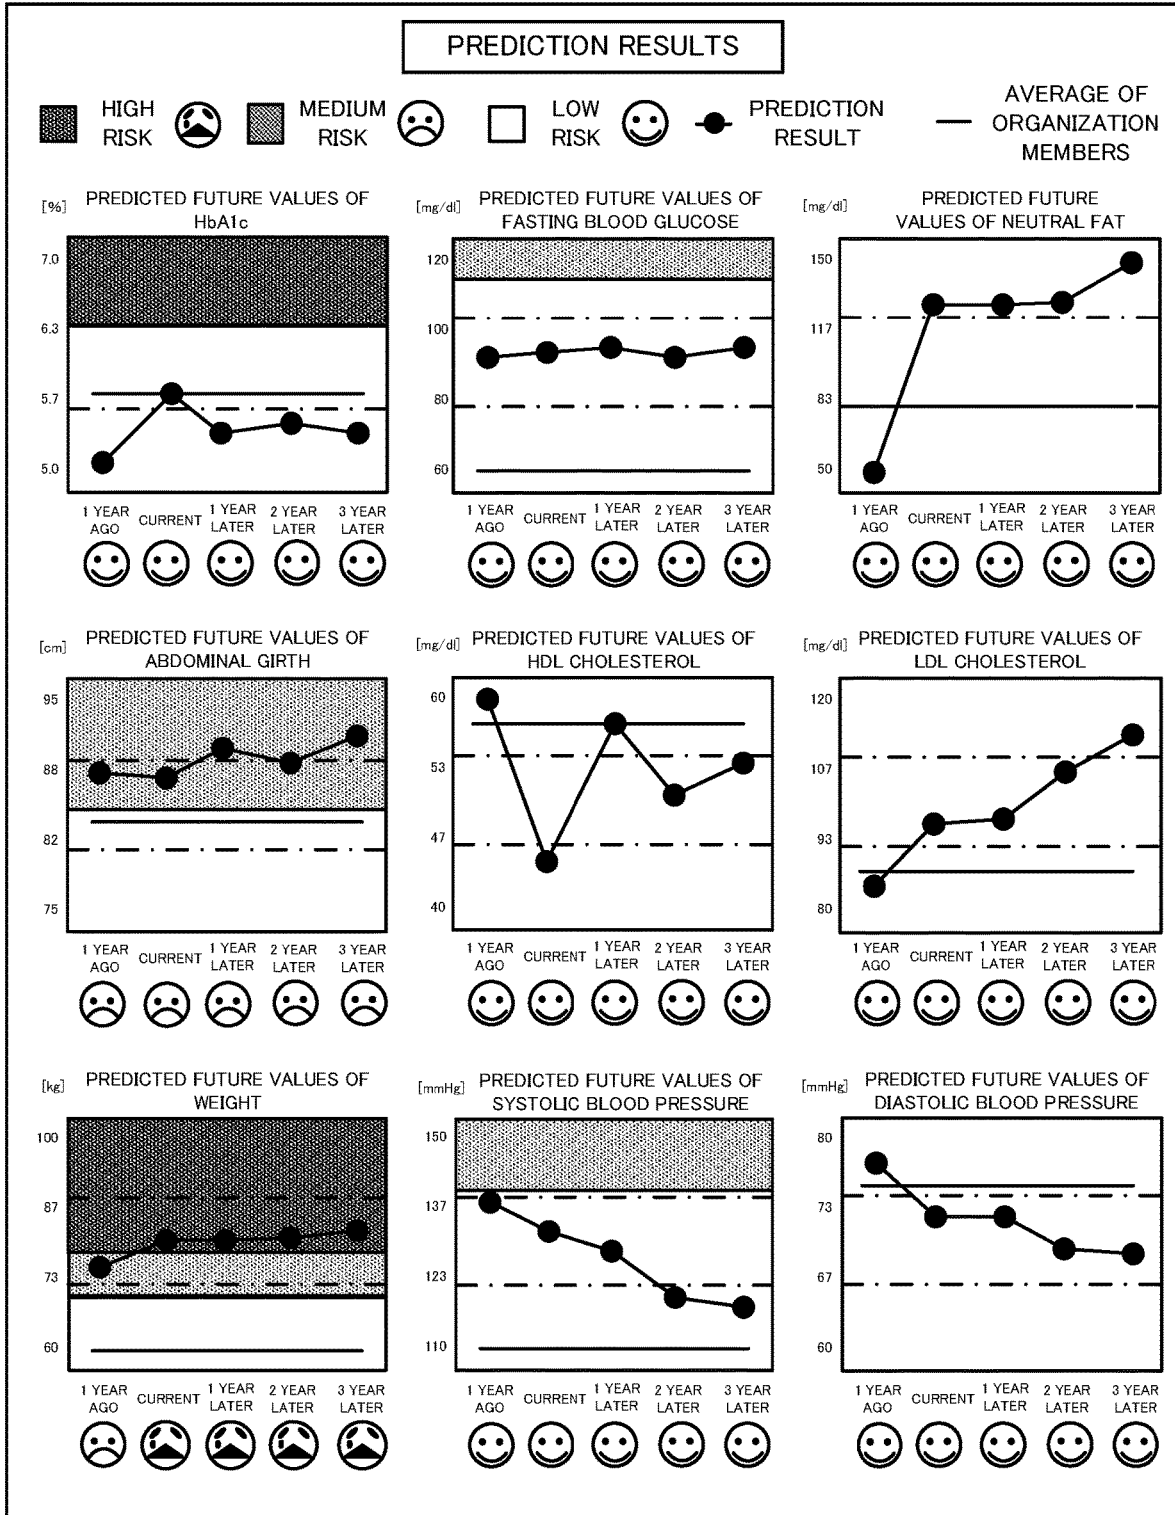 PREDICTION RESULTS
HIGH
RISK
MEDIUM
RISK
LOW
RISK
PREDICTION
RESULT
AVERAGE OF
ORGANIZATION
MEMBERS
[%]
PREDICTED FUTURE VALUES OF
HbA1c
7.0
6.3
5.7
5.0
1 YEAR
AGO
CURRENT
1 YEAR
LATER
2 YEAR
LATER
3 YEAR
LATER
[mg/dl]
PREDICTED FUTURE VALUES OF
FASTING BLOOD GLUCOSE
120
100
80
60
1 YEAR
AGO
CURRENT
1 YEAR
LATER
2 YEAR
LATER
3 YEAR
LATER
[mg/dl]
PREDICTED FUTURE
VALUES OF NEUTRAL FAT
150
117
83
50
1 YEAR
AGO
CURRENT
1 YEAR
LATER
2 YEAR
LATER
3 YEAR
LATER
[cm]
PREDICTED FUTURE VALUES OF
ABDOMINAL GIRTH
95
88
82
75
1 YEAR
AGO
CURRENT
1 YEAR
LATER
2 YEAR
LATER
3 YEAR
LATER
[mg/dl]
PREDICTED FUTURE VALUES OF
HDL CHOLESTEROL
60
53
47
40
1 YEAR
AGO
CURRENT
1 YEAR
LATER
2 YEAR
LATER
3 YEAR
LATER
[mg/dl]
PREDICTED FUTURE VALUES OF
LDL CHOLESTEROL
120
107
93
80
1 YEAR
AGO
CURRENT
1 YEAR
LATER
2 YEAR
LATER
3 YEAR
LATER
[kg]
PREDICTED FUTURE VALUES OF
WEIGHT
100
87
73
60
1 YEAR
AGO
CURRENT
1 YEAR
LATER
2 YEAR
LATER
3 YEAR
LATER
[mmHg]
PREDICTED FUTURE VALUES OF
SYSTOLIC BLOOD PRESSURE
150
137
123
110
1 YEAR
AGO
CURRENT
1 YEAR
LATER
2 YEAR
LATER
3 YEAR
LATER
[mmHg]
PREDICTED FUTURE VALUES OF
DIASTOLIC BLOOD PRESSURE
80
73
67
60
1 YEAR
AGO
CURRENT
1 YEAR
LATER
2 YEAR
LATER
3 YEAR
LATER